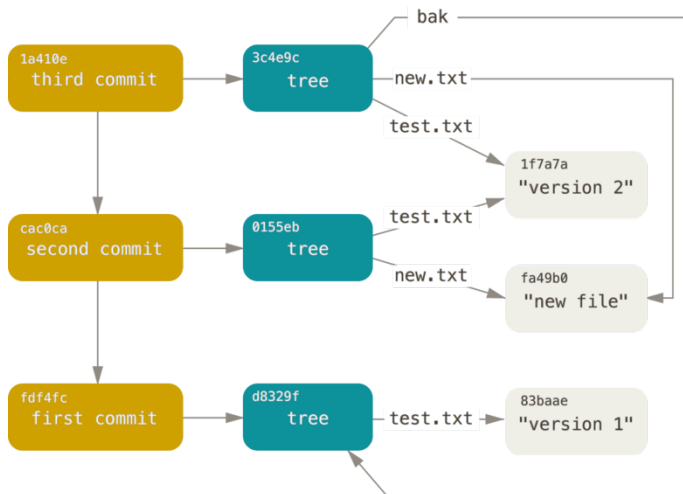 bak
1a410e
third commit
3c4e9c
tree
new.txt
test.txt
1f7a7a
"version 2"
cac0ca
second commit
0155eb
tree
test.txt
new.txt
fa49b0
"new file"
fdf4fc
first commit
d8329f
tree
test.txt
83baae
"version 1"